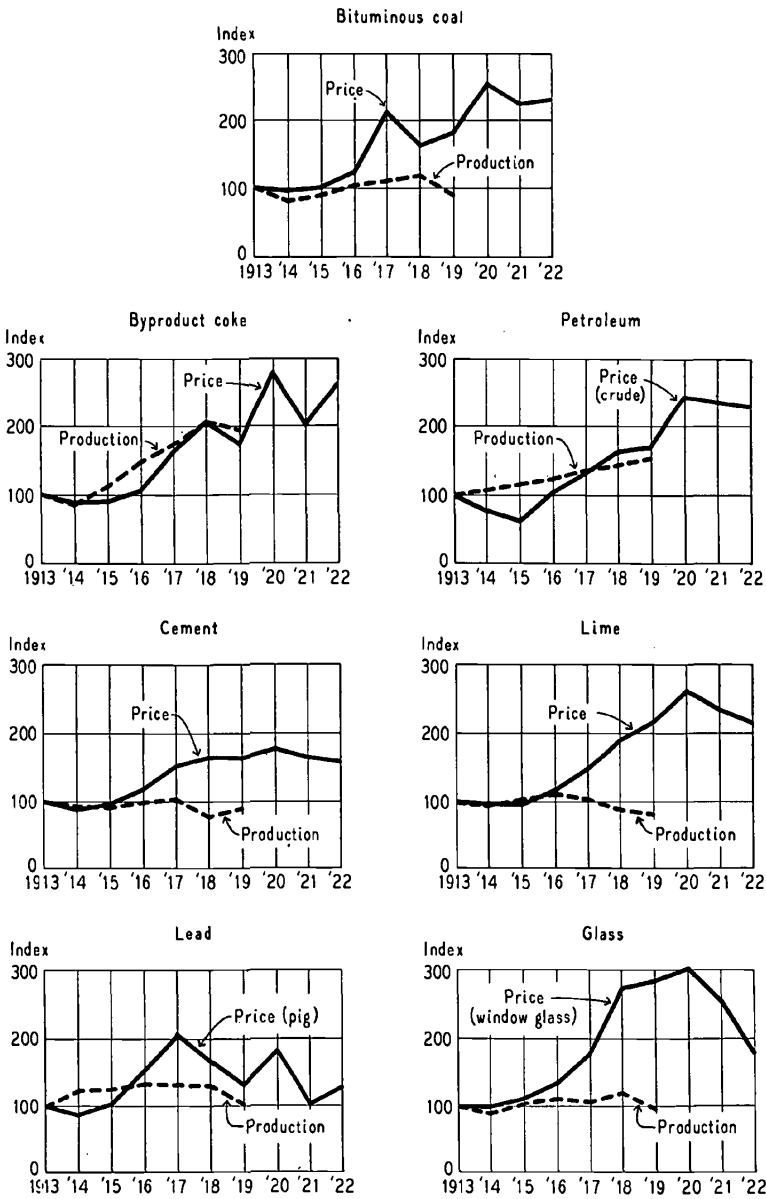 Bituminous coal
Index
300
Price
200
Production
100
0
1913 '14 '15 '16 '17 '18 '19 '20 '21 '22
Byproduct coke
Index
300
Price
200
Production
100
0
1913 '14 '15 '16 '17 '18 '19 '20 '21 '22
Petroleum
Index
300
Price
(crude)
200
Production
100
0
1913 '14 '15 '16 '17 '18 '19 '20 '21 '22
Cement
Index
300
Price
200
100
Production
0
1913 '14 '15 '16 '17 '18 '19 '20 '21 '22
Lime
Index
300
Price
200
100
Production
0
1913 '14 '15 '16 '17 '18 '19 '20 '21 '22
Lead
Index
300
Price (pig)
200
100
Production
0
1913 '14 '15 '16 '17 '18 '19 '20 '21 '22
Glass
Index
300
Price
(window glass)
200
100
Production
0
1913 '14 '15 '16 '17 '18 '19 '20 '21 '22